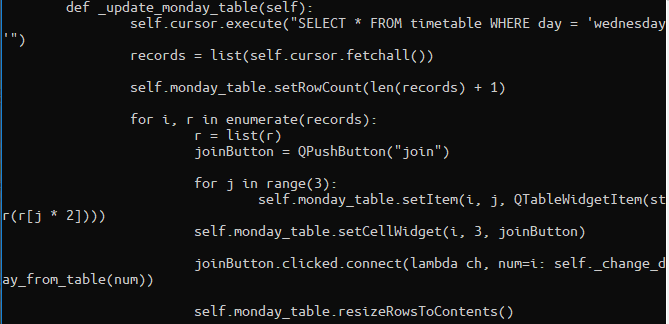 def _update_monday_table(self):
self.cursor.execute("SELECT * FROM timetable WHERE day = 'wednesday
'")
records = list(self.cursor.fetchall())
self.monday_table.setRowCount(len(records) + 1)
for i, r in enumerate(records):
r = list(r)
joinButton = QPushButton("join")
for j in range(3):
self.monday_table.setItem(i, j, QTableWidgetItem(st
r(r[j * 2])))
self.monday_table.setCellWidget(i, 3, joinButton)
joinButton.clicked.connect(lambda ch, num=i: self._change_d
ay_from_table(num))
self.monday_table.resizeRowsToContents()